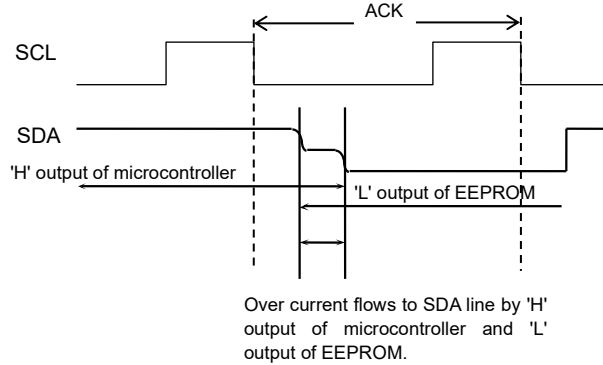 ACK
SCL
SDA
'H' output of microcontroller
'L' output of EEPROM
Over current flows to SDA line by 'H'
output of microcontroller and 'L'
output of EEPROM.